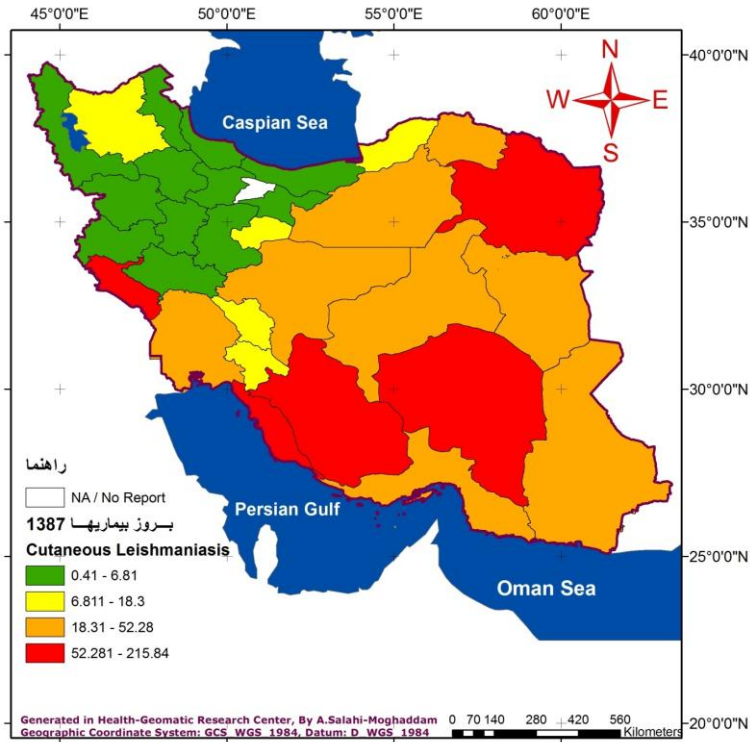 45°0'0"E 50°0'0"E 55°0'0"E 60°0'0"E
40°0'0"N
N
W E
S
Caspian Sea
35°0'0"N
30°0'0"N
راهنما
NA / No Report
بــروز بیماریهــا 1387
Cutaneous Leishmaniasis
0.41 - 6.81
6.811 - 18.3
18.31 - 52.28
52.281 - 215.84
Persian Gulf
25°0'0"N
Oman Sea
Generated in Health-Geomatic Research Center, By A.Salahi-Moghaddam
Geographic Coordinate System: GCS_WGS_1984, Datum: D_WGS_1984
0 70 140 280 420 560
Kilometers
20°0'0"N